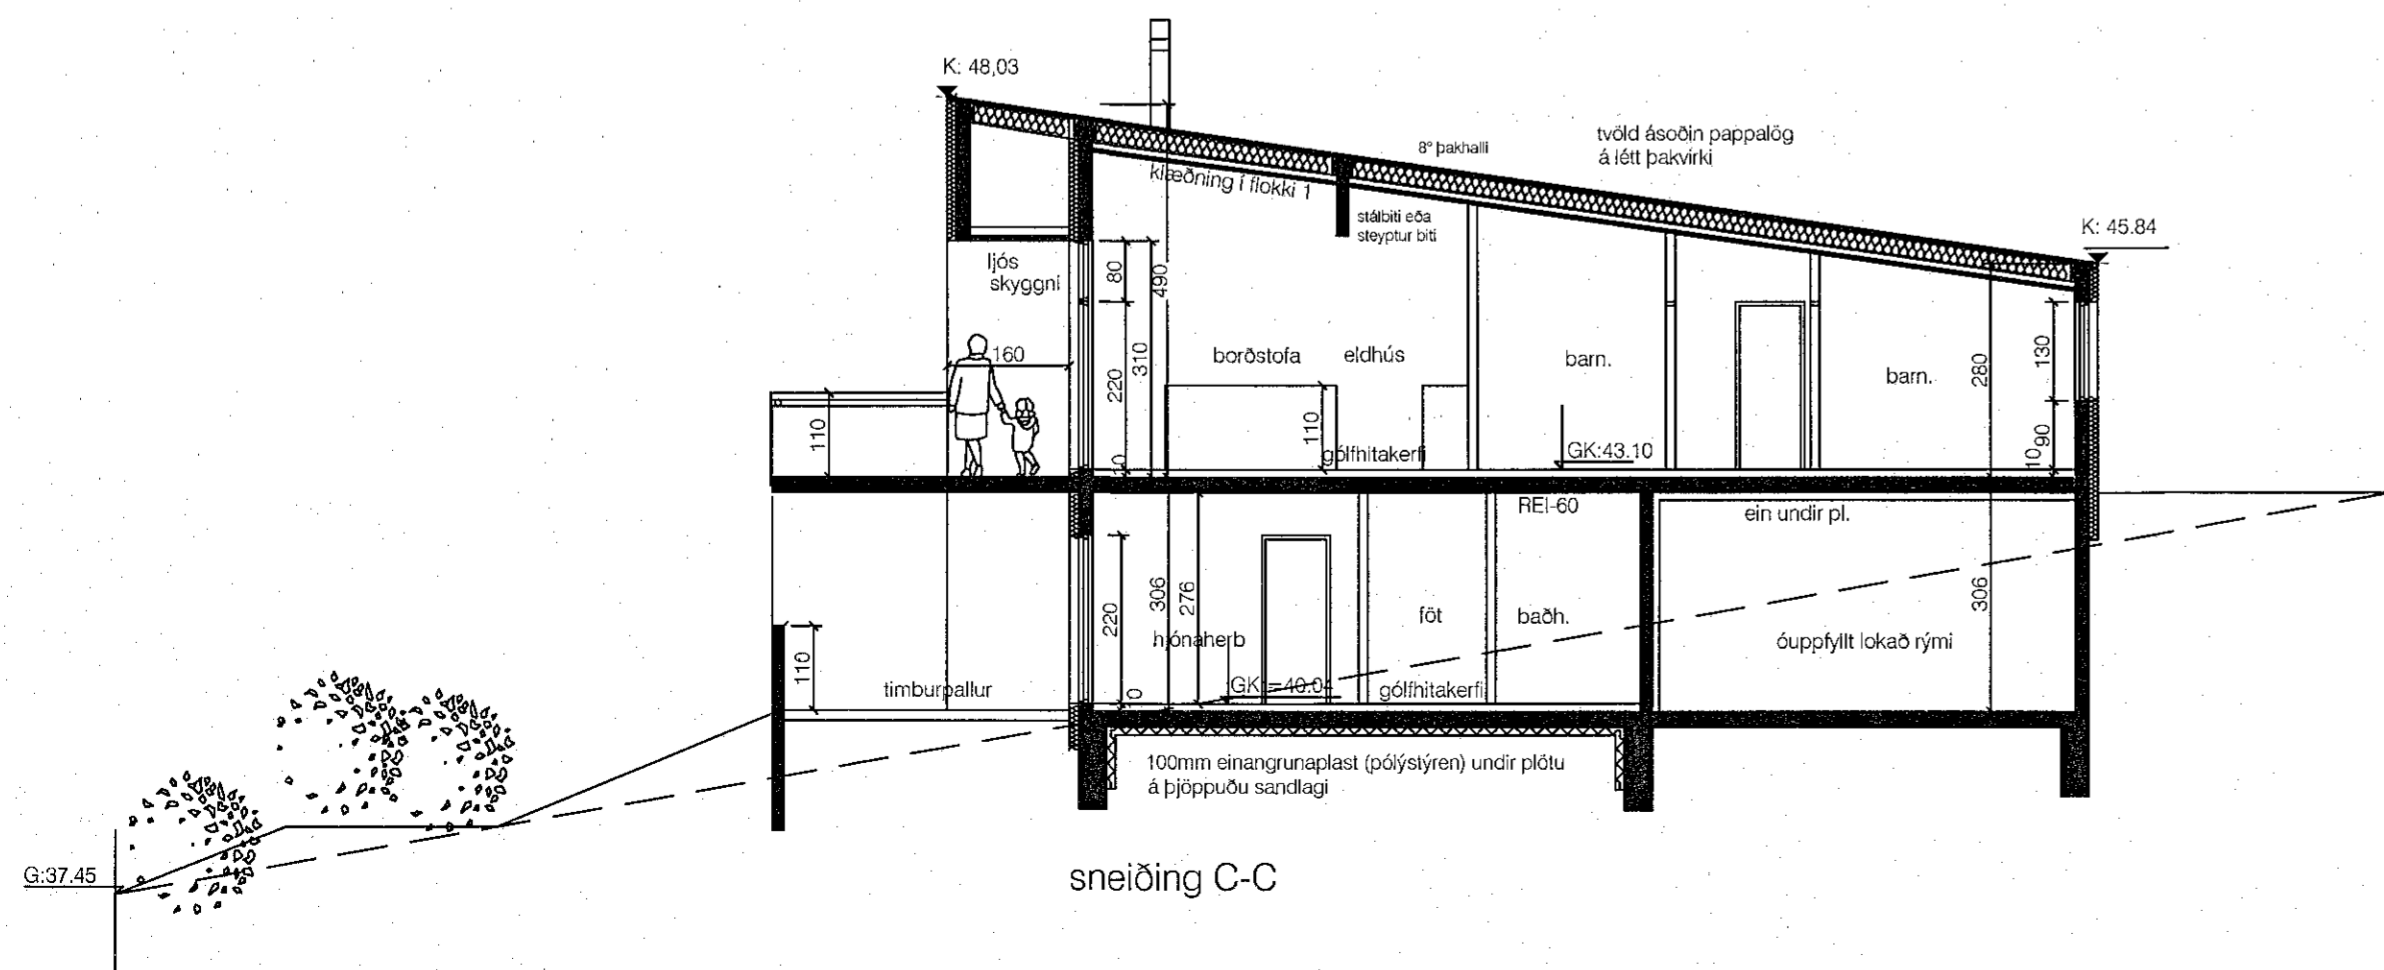 K: 48,03
tvöld ásoðin pappalög
á létt þakvirki
8° þakhalli
klæðning í flokki 1
stálbiti eða
steyptur biti
K: 45.84
ljós
skyggni
80
490
310
220
160
110
borðstofa
eldhús
barn.
barn.
280
130
90
10
110
gólfhitakerfi
GK:43.10
REI-60
ein undir pl.
220
306
276
hjónaherb
föt
baðh.
306
óuppfyllt lokað rými
110
timburpallur
GK:=40.04
gólfhitakerfi
100mm einangrunaplast (pólýstýren) undir plötu
á þjöppuðu sandlagi
G:37.45
sneiðing C-C